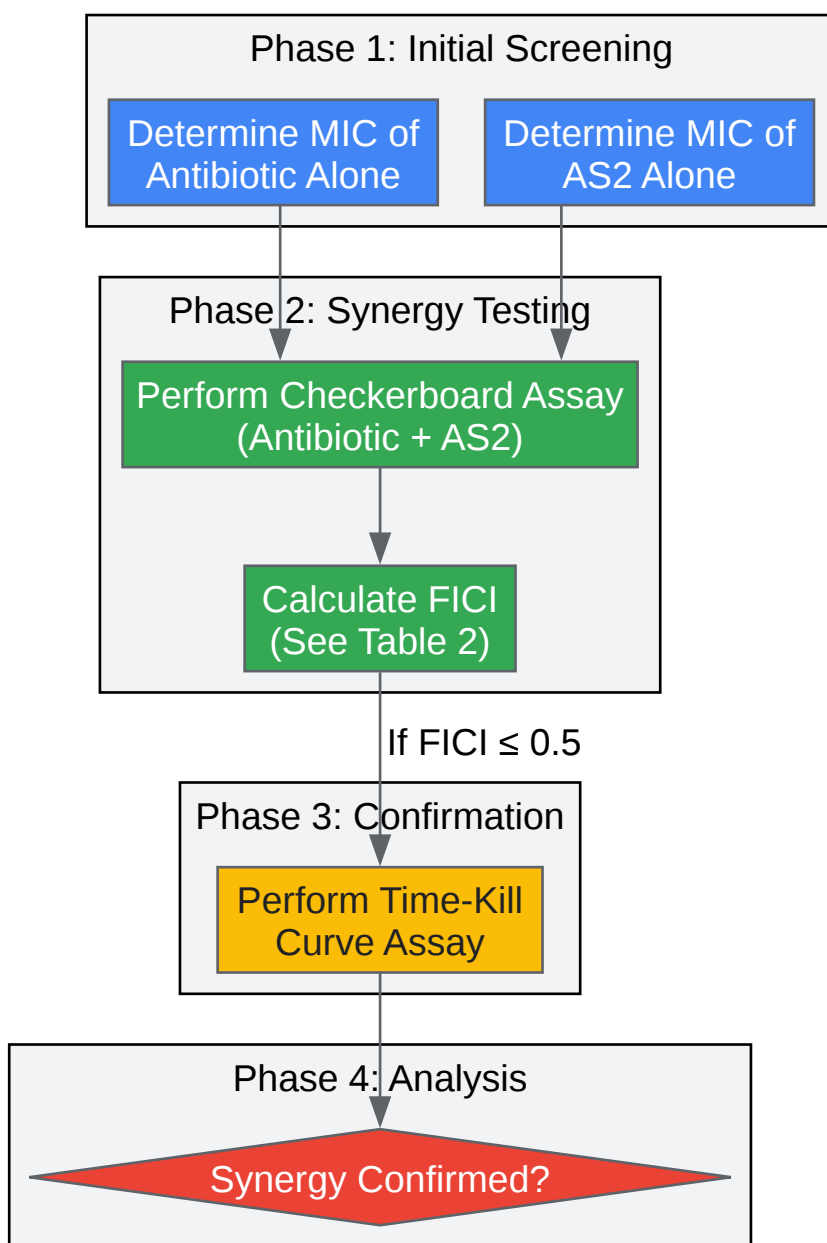 Phase 1: Initial Screening
Determine MIC of
Antibiotic Alone
Determine MIC of
AS2 Alone
Phase 2: Synergy Testing
Perform Checkerboard Assay
(Antibiotic + AS2)
Calculate FICI
(See Table 2)
If FICI ≤ 0.5
Phase 3: Confirmation
Perform Time-Kill
Curve Assay
Phase 4: Analysis
Synergy Confirmed?